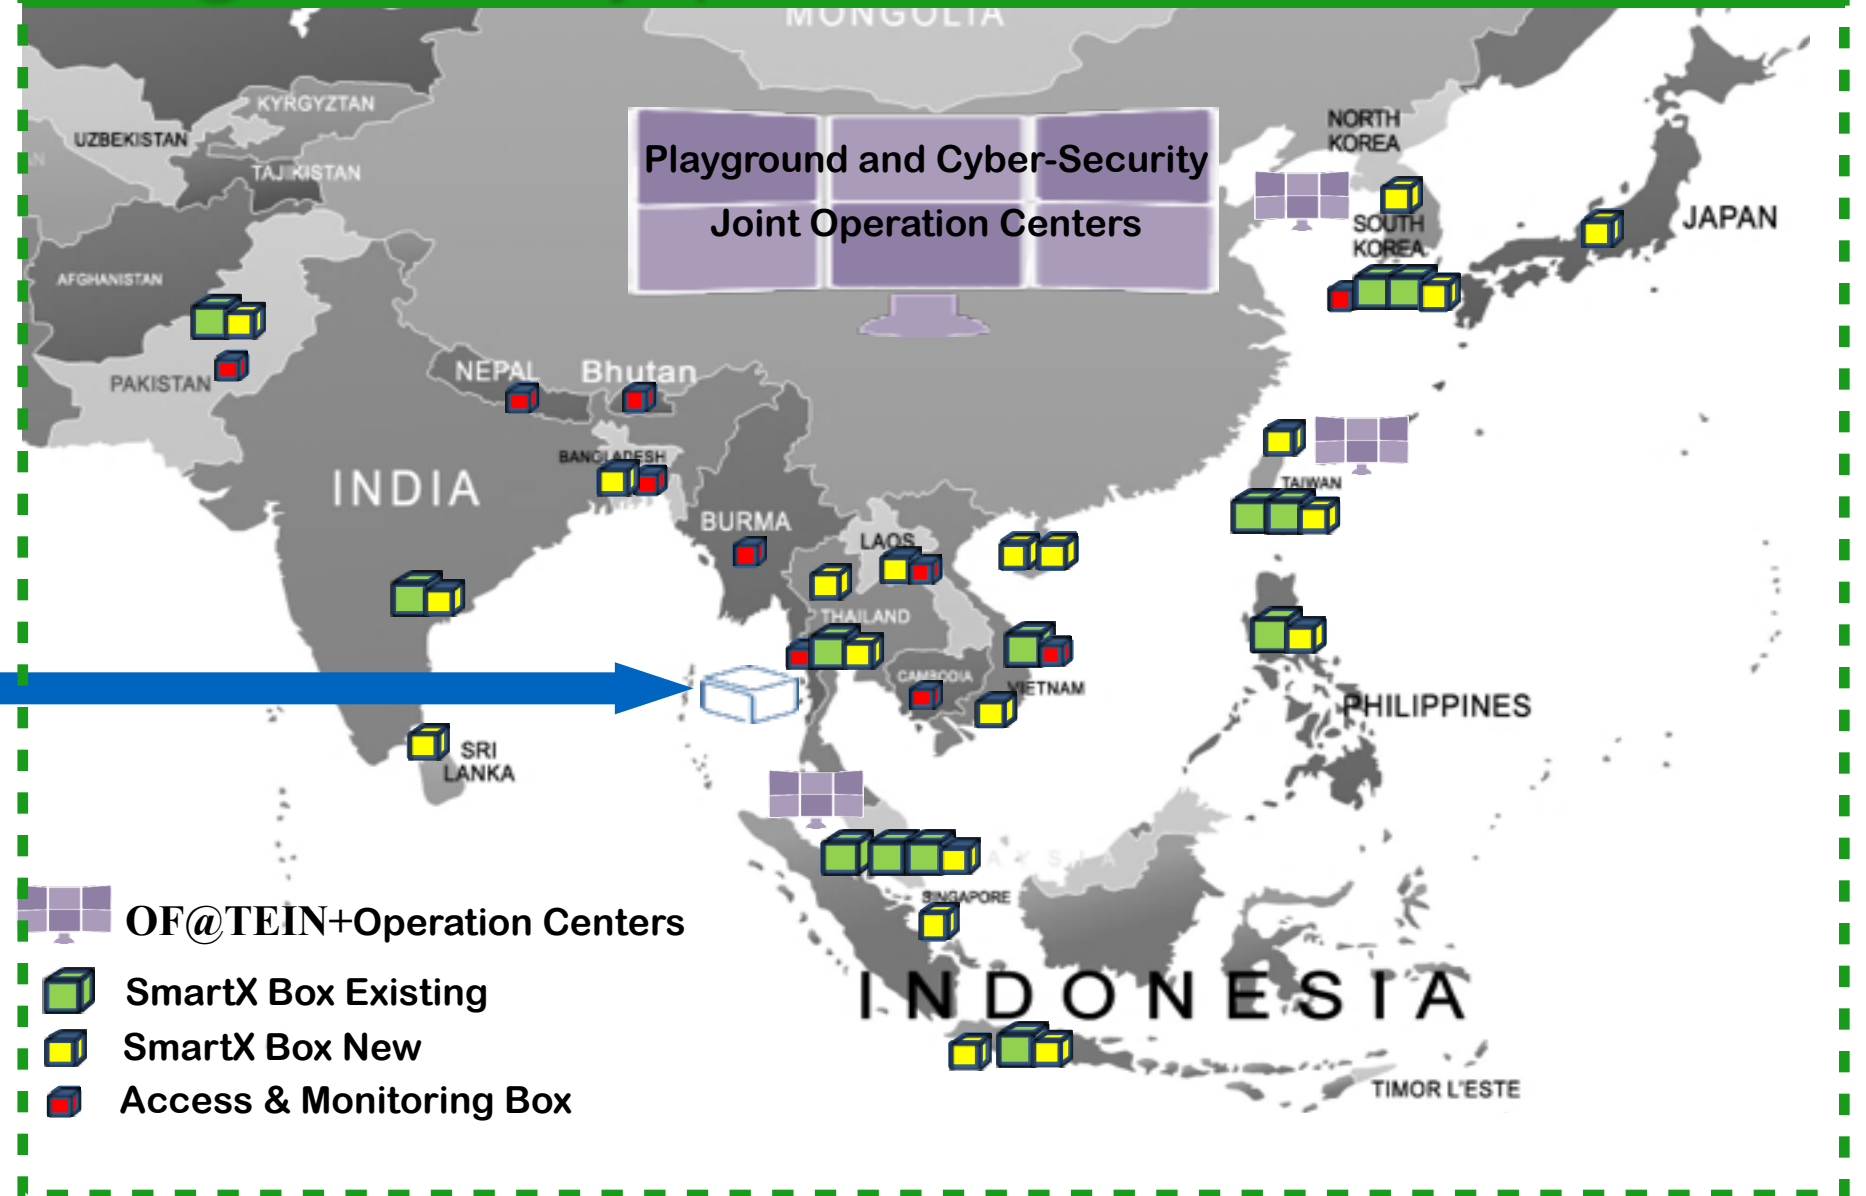 MONGOLIA
KYRGYZTAN
UZBEKISTAN
TAJIKISTAN
AFGHANISTAN
PAKISTAN
Playground and Cyber-Security
Joint Operation Centers
NORTH
KOREA
SOUTH
KOREA
JAPAN
NEPAL
Bhutan
BANGLADESH
INDIA
BURMA
LAOS
TAIWAN
THAILAND
CAMBODIA
VIETNAM
PHILIPPINES
SRI
LANKA
AYSIA
SINGAPORE
INDONESIA
TIMOR L'ESTE
OF@TEIN+Operation Centers
SmartX Box Existing
SmartX Box New
Access & Monitoring Box